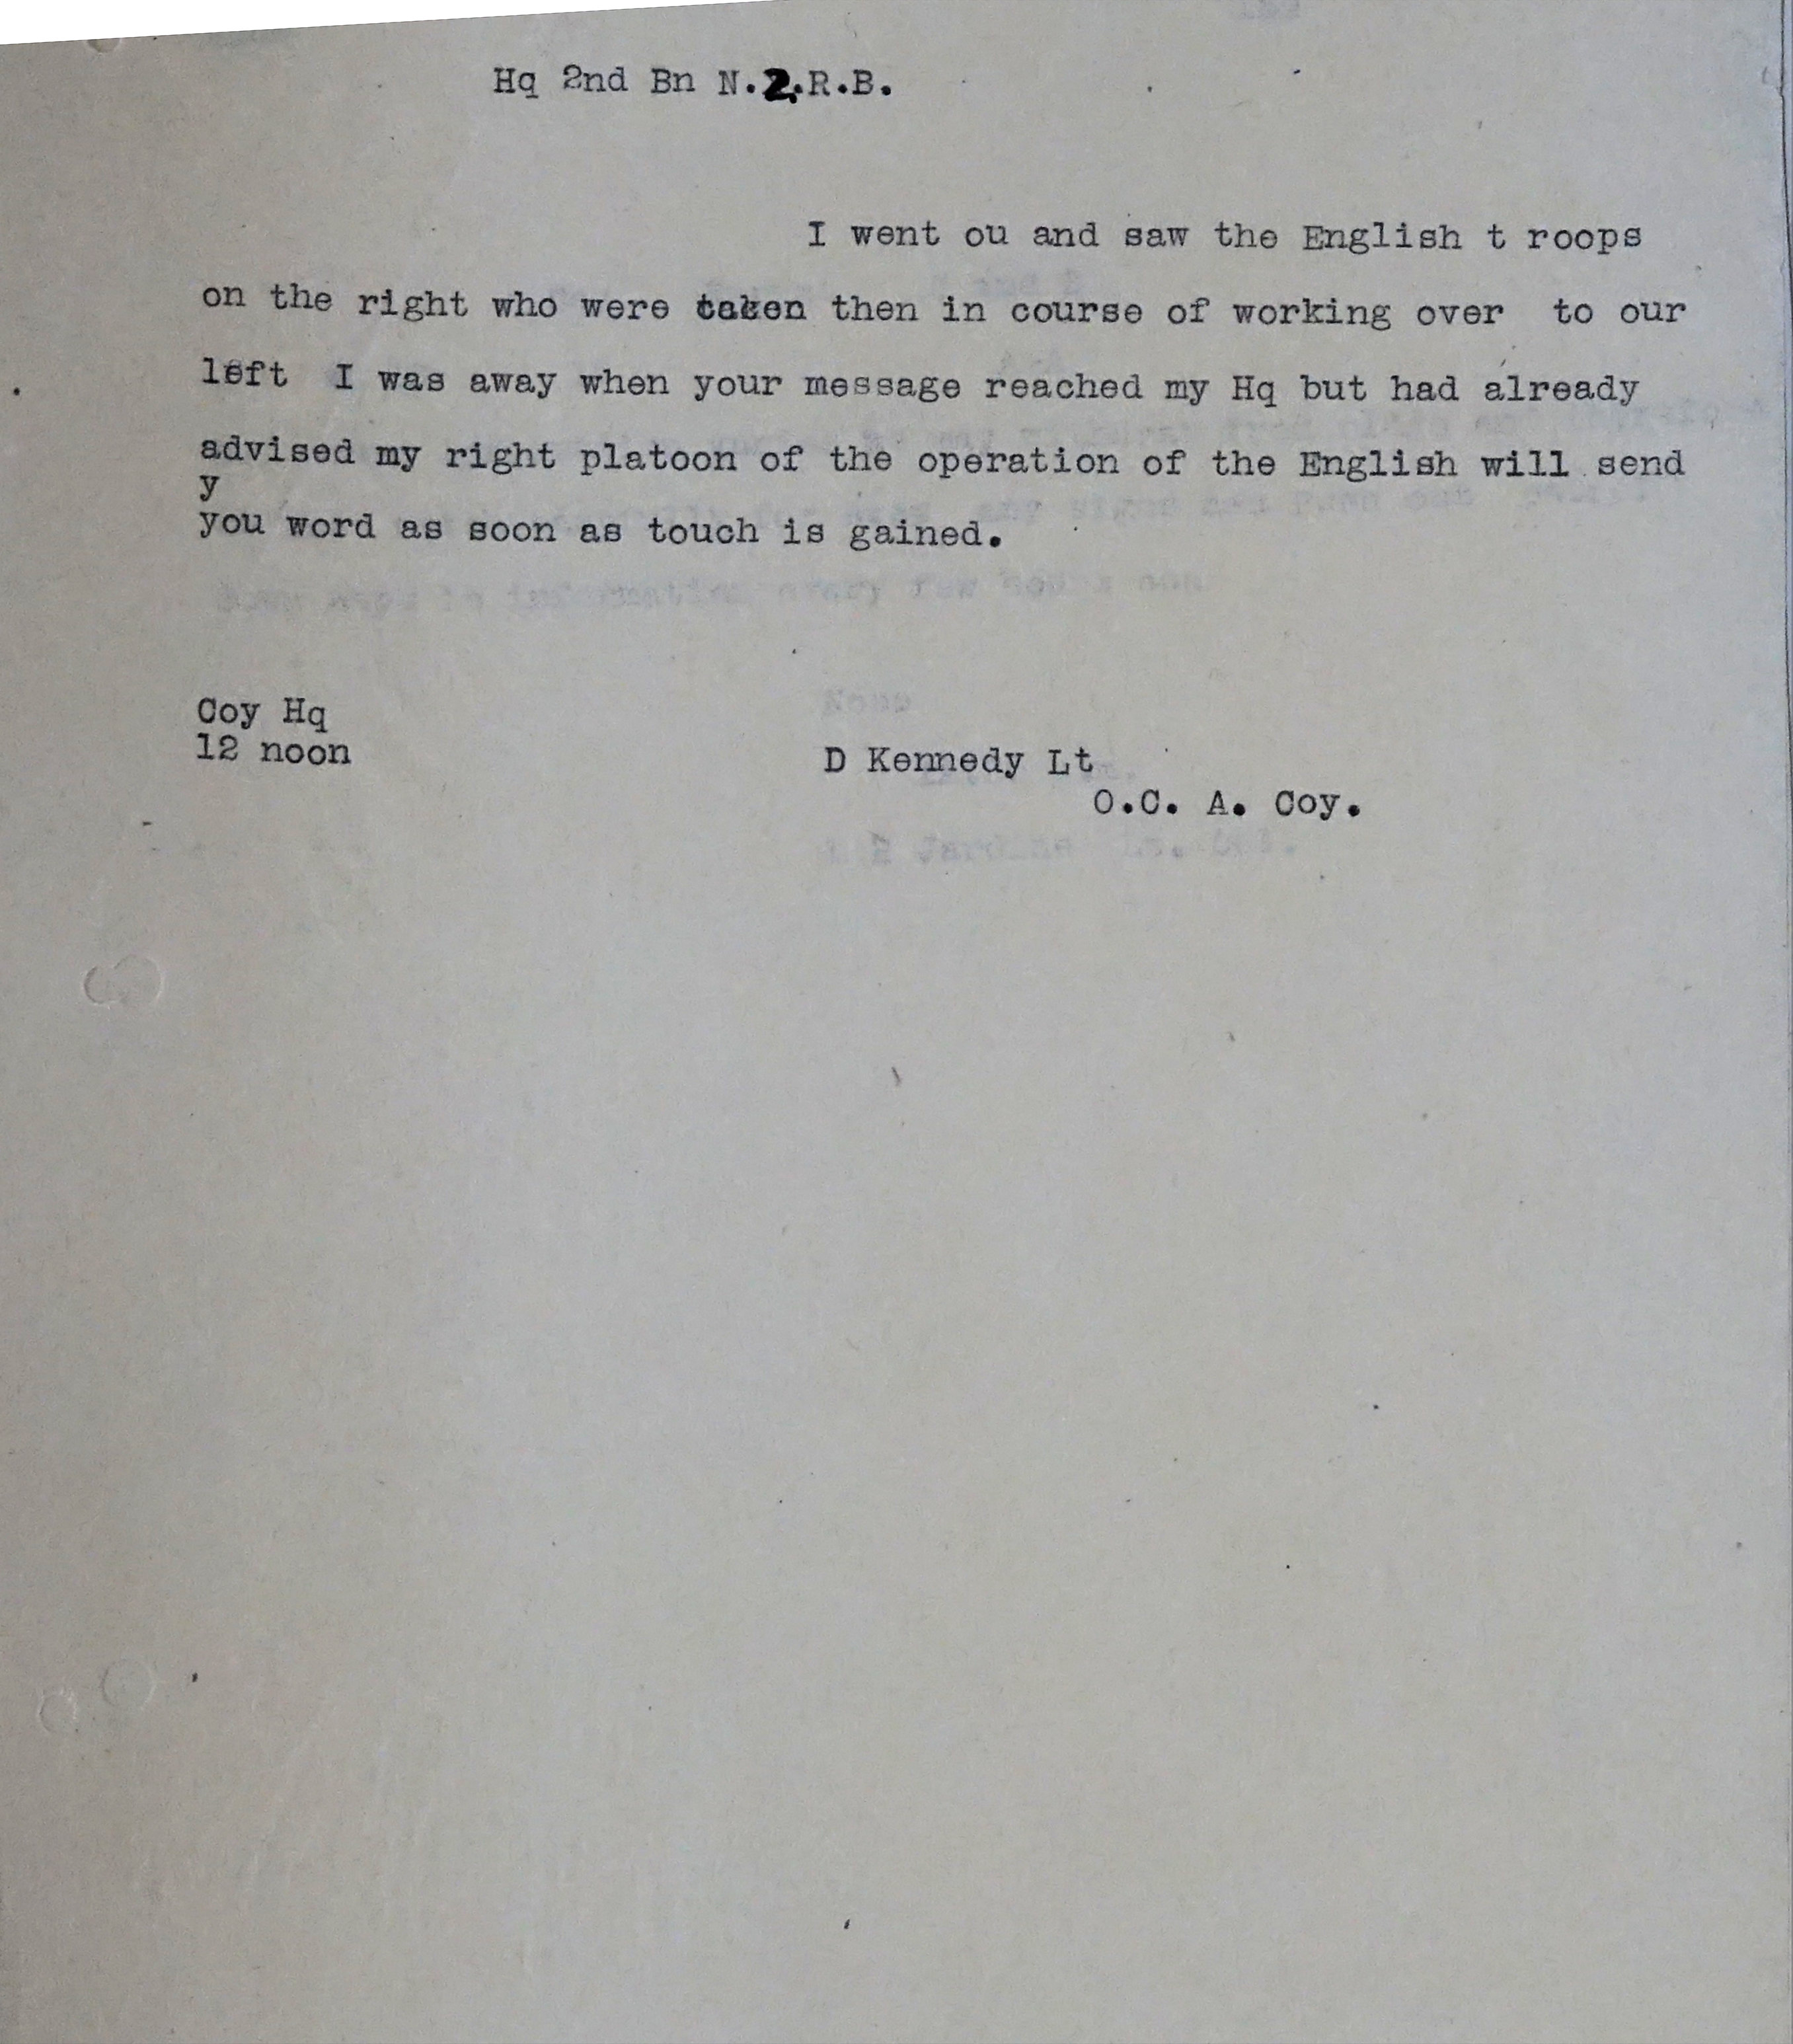 Hq 2nd Bn N.Z.R.B.
I went ou and saw the English t roops
on the right who were taken then in course of working over  to our
left  I was away when your message reached my Hq but had already
advised my right platoon of the operation of the English will send
y
you word as soon as touch is gained.
Coy Hq
12 noon
D Kennedy Lt
O.C. A. Coy.